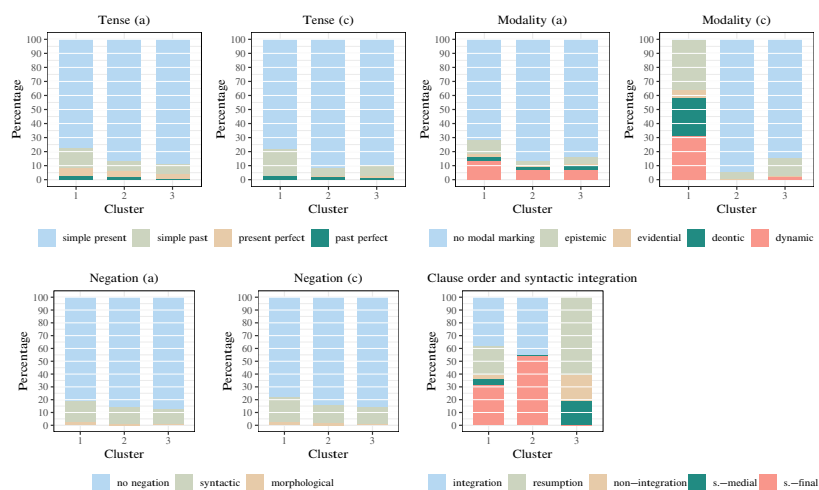 Tense (a)
Tense (c)
Modality (a)
Modality (c)
Percentage
100
90
80
70
60
50
40
30
20
10
0
1 2 3
Cluster
Percentage
100
90
80
70
60
50
40
30
20
10
0
1 2 3
Cluster
Percentage
100
90
80
70
60
50
40
30
20
10
0
1 2 3
Cluster
Percentage
100
90
80
70
60
50
40
30
20
10
0
1 2 3
Cluster
simple present simple past present perfect past perfect
no modal marking epistemic evidential deontic dynamic
Negation (a)
Negation (c)
Clause order and syntactic integration
Percentage
100
90
80
70
60
50
40
30
20
10
0
1 2 3
Cluster
Percentage
100
90
80
70
60
50
40
30
20
10
0
1 2 3
Cluster
Percentage
100
90
80
70
60
50
40
30
20
10
0
1 2 3
Cluster
no negation syntactic morphological
integration resumption non−integration s.−medial s.−final